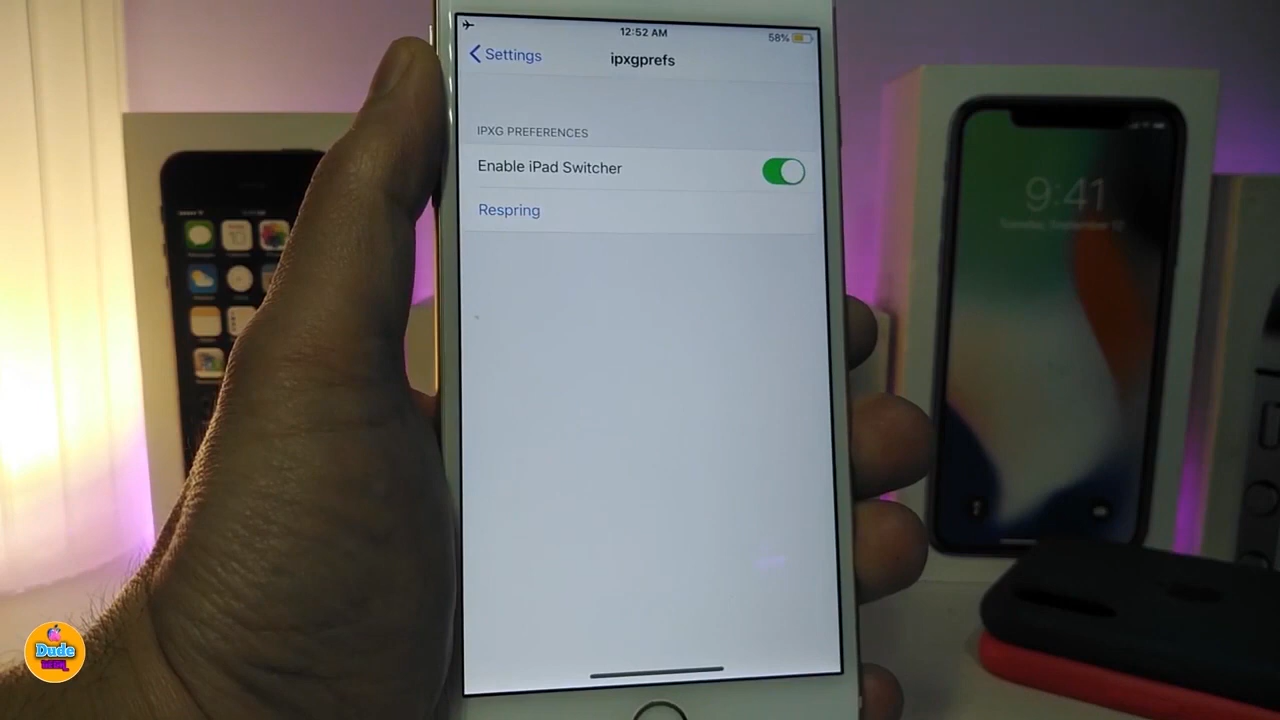 12:52 AM
58%
Settings
ipxgprefs
IPXG PREFERENCES
Enable iPad Switcher
Respring
9:41
Dude